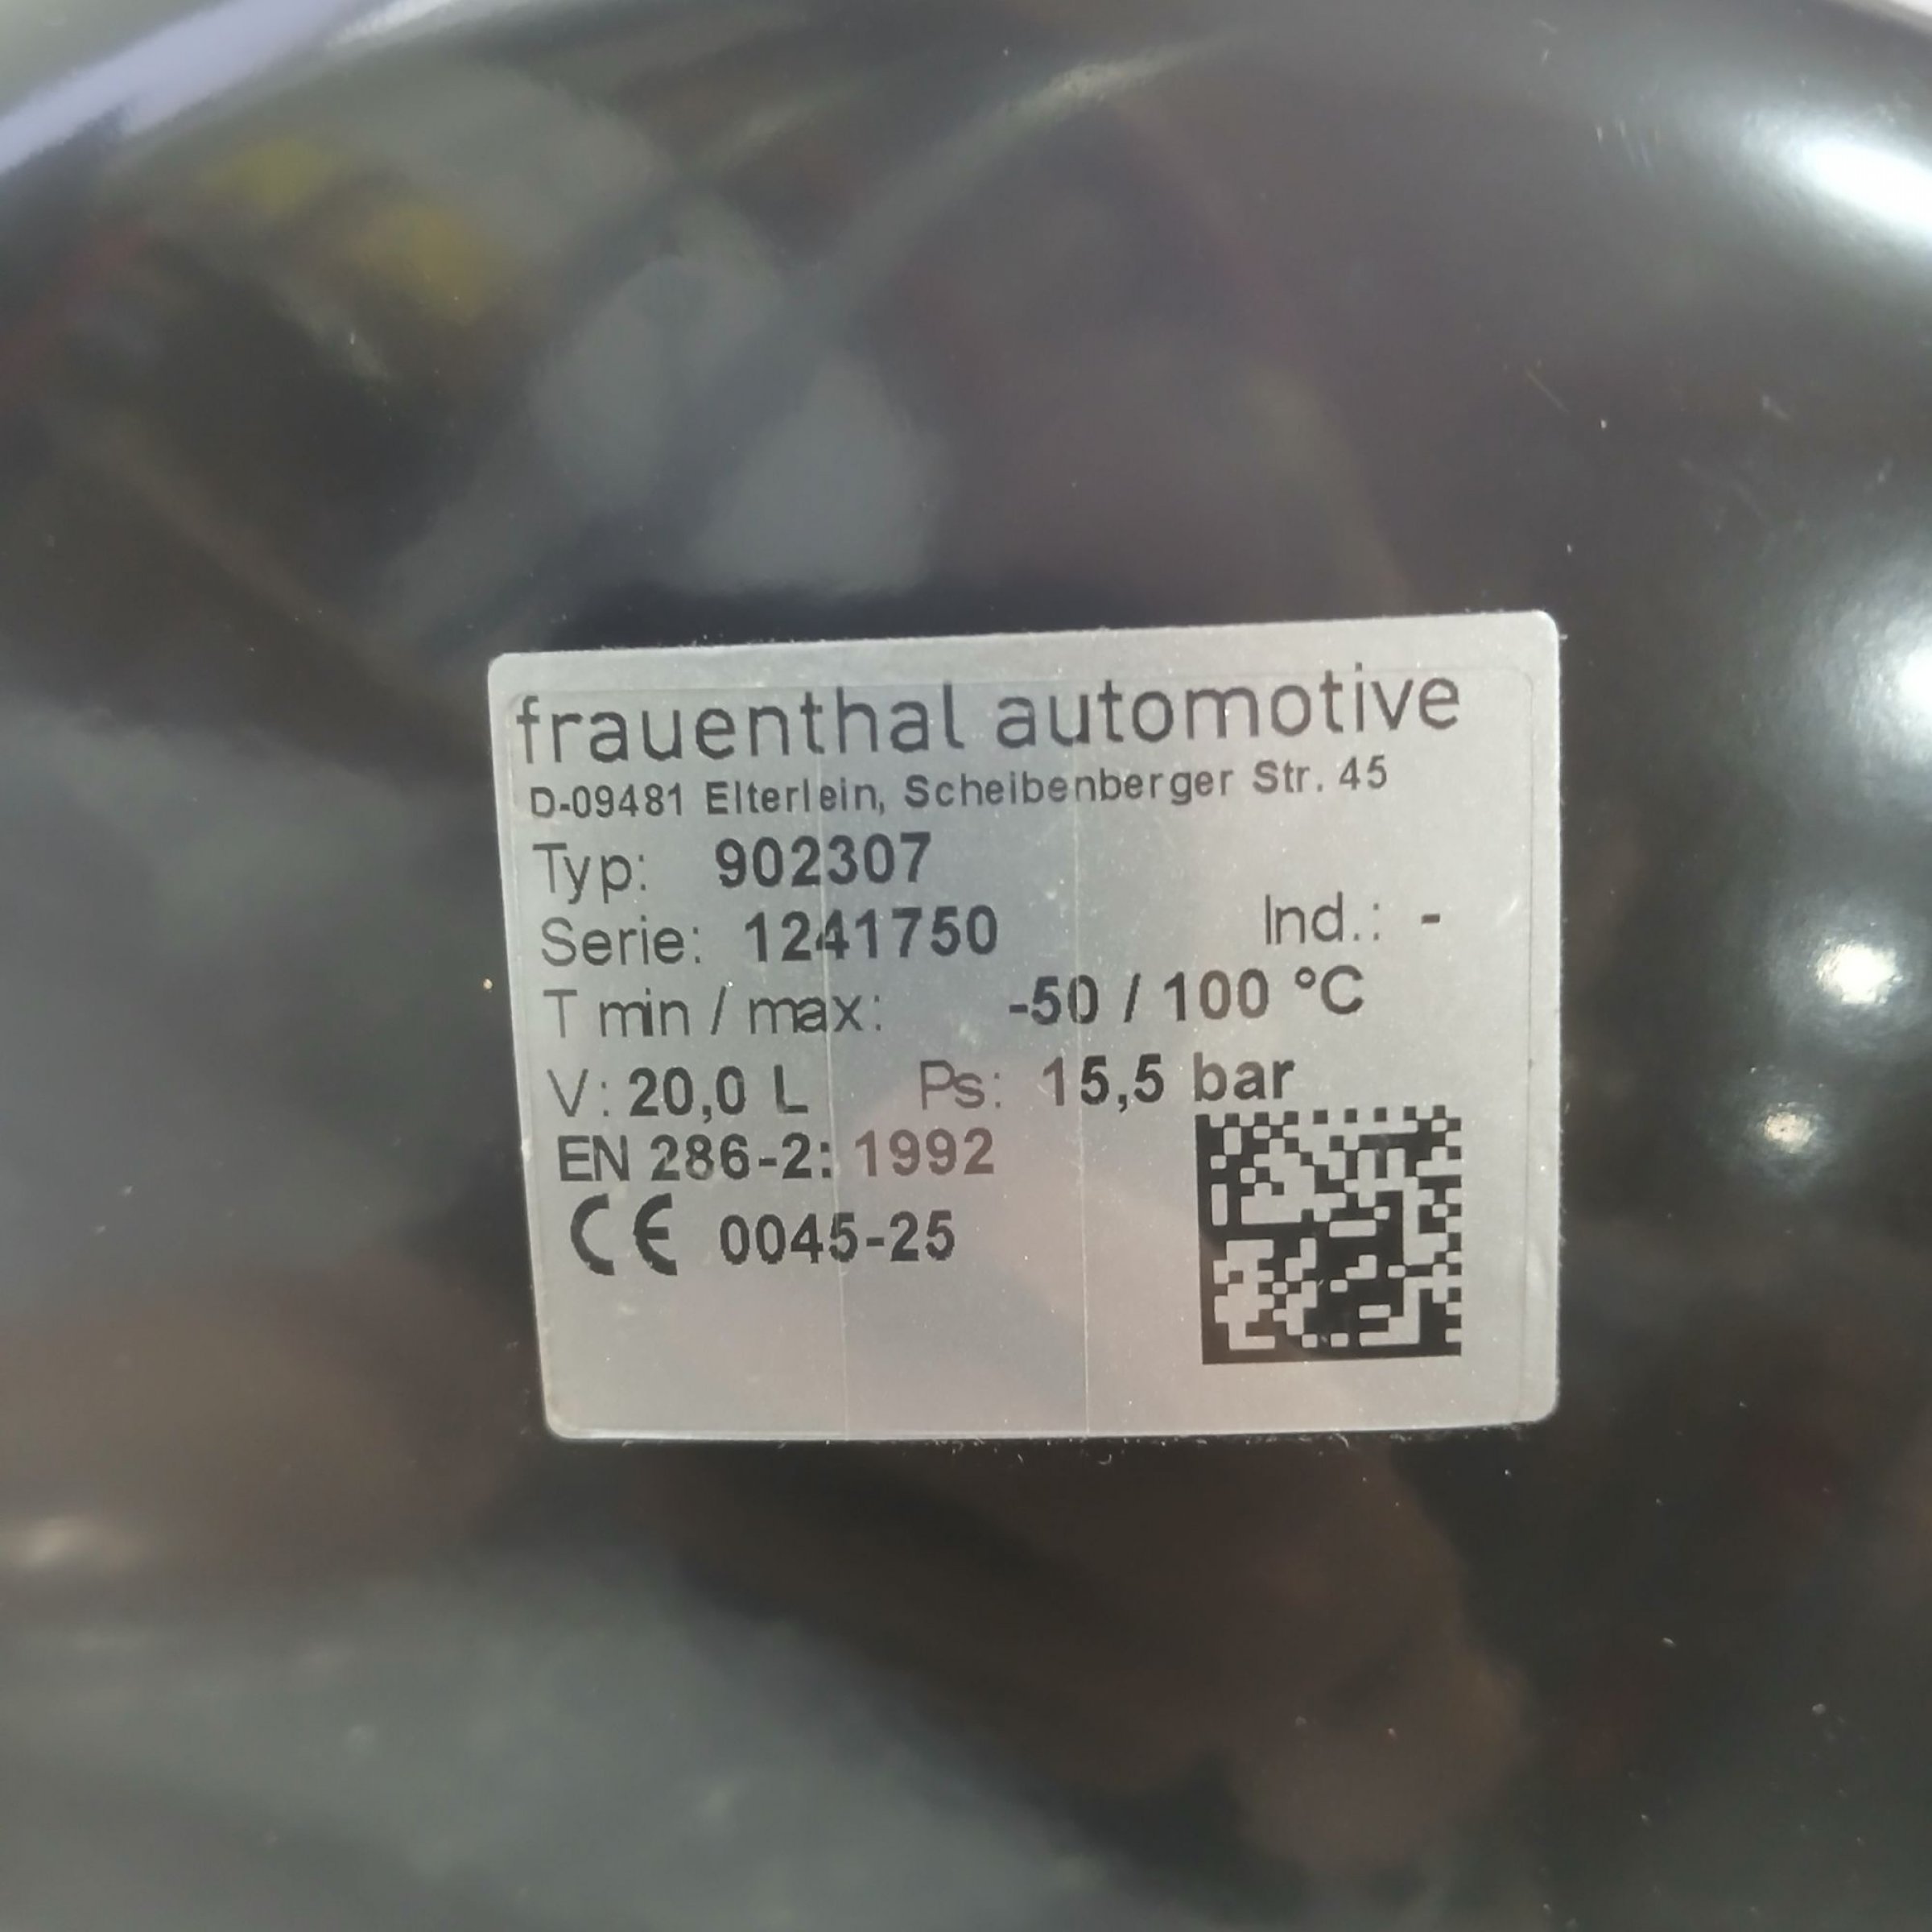 frauenthal automotive
D-09481 Elterlein, Scheibenberger Str. 45
Typ: 902307
Serie: 1241750 Ind.: -
T min / max: -50 / 100 °C
V: 20,0 L Ps: 15,5 bar
EN 286-2: 1992
CE 0045-25